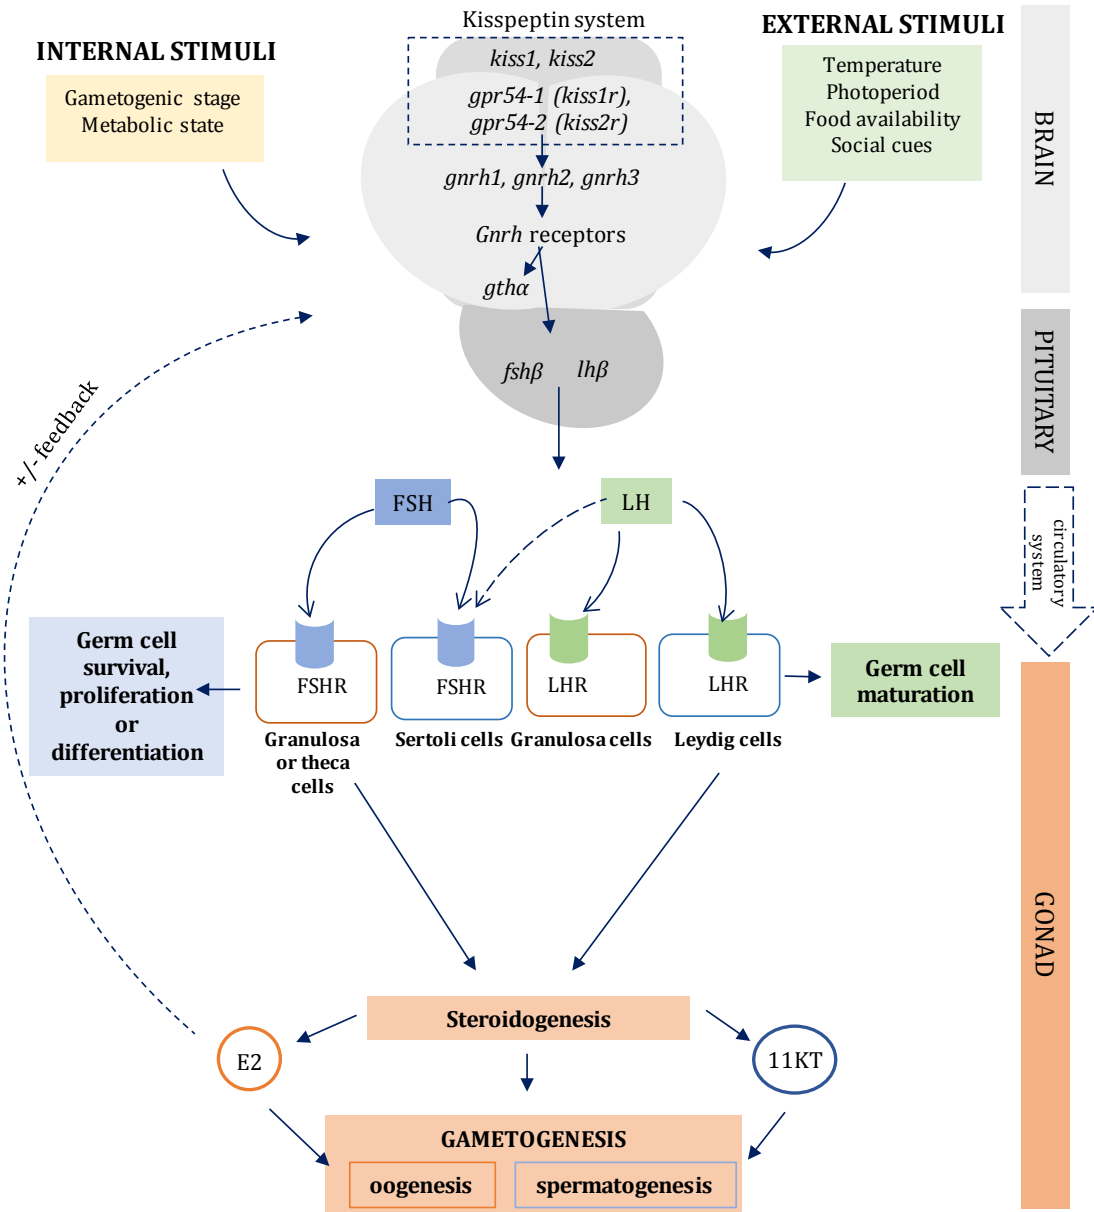 Kisspeptin system
INTERNAL STIMULI
EXTERNAL STIMULI
Gametogenic stage
Metabolic state
kiss1, kiss2
gpr54-1 (kiss1r),
gpr54-2 (kiss2r)
Temperature
Photoperiod
Food availability
Social cues
BRAIN
gnrh1, gnrh2, gnrh3
Gnrh receptors
gthα
PITUITARY
fshβ
lhβ
+/- feedback
FSH
LH
circulatory
system
Germ cell
survival,
proliferation
or
differentiation
FSHR
FSHR
LHR
LHR
Germ cell
maturation
Granulosa
or theca
cells
Sertoli cells
Granulosa cells
Leydig cells
GONAD
Steroidogenesis
E2
11KT
GAMETOGENESIS
oogenesis
spermatogenesis